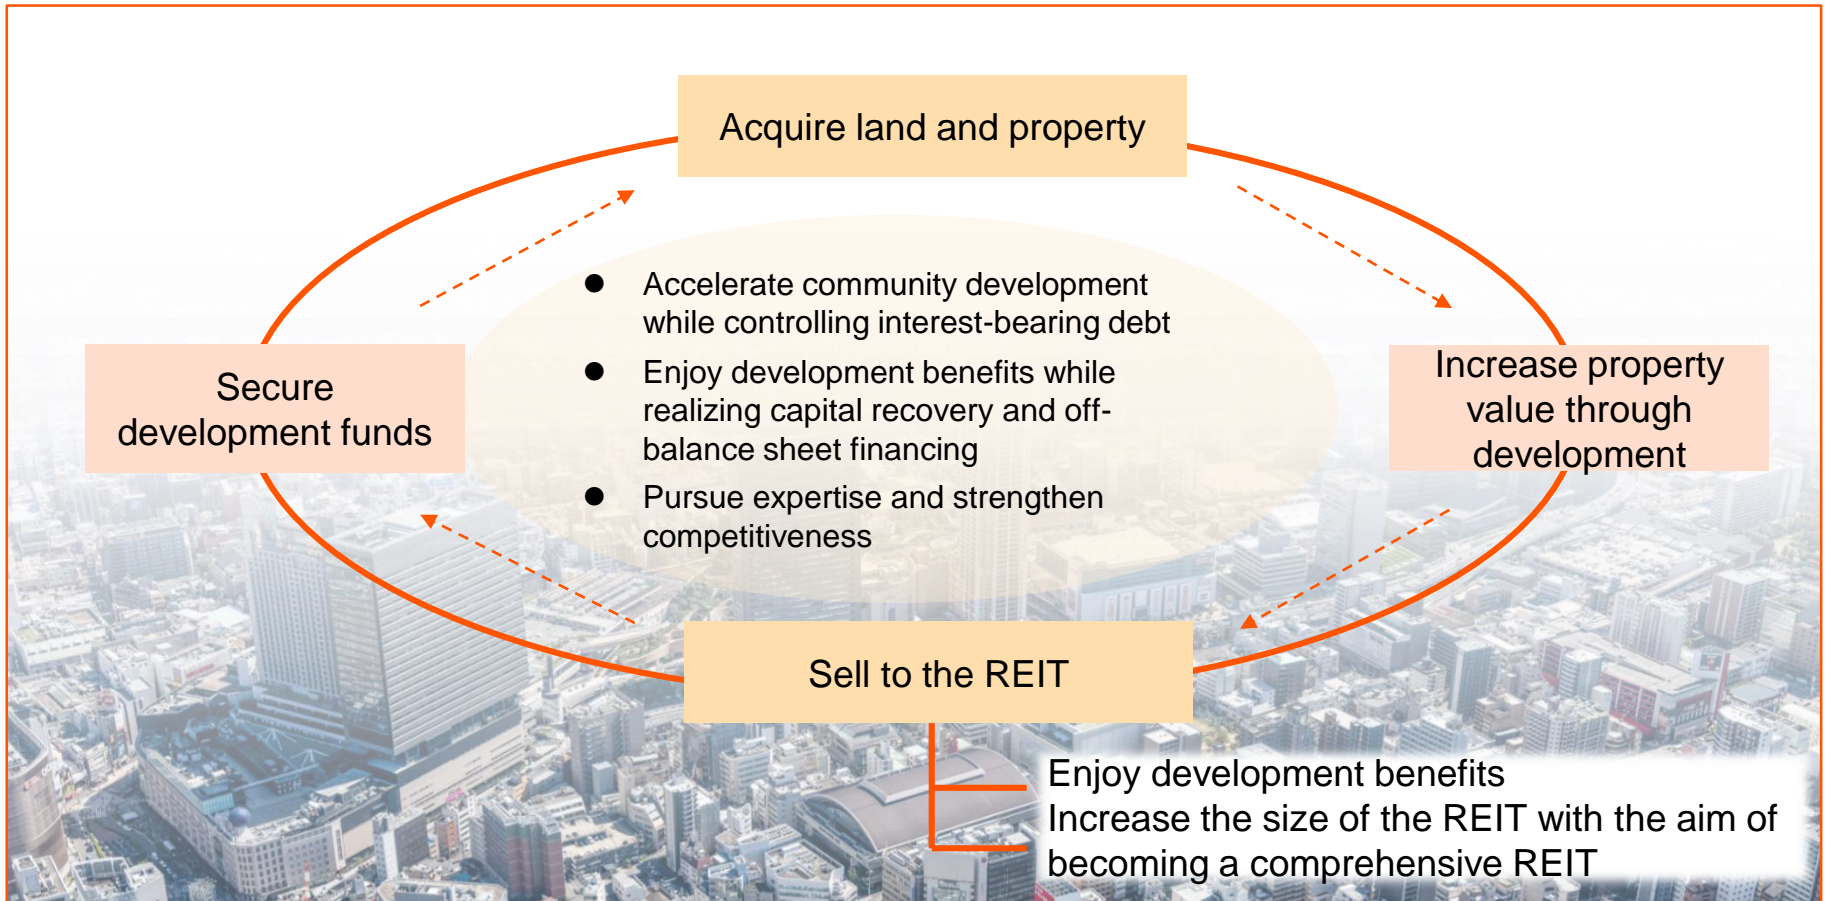 Acquire land and property
Secure
development funds
● Accelerate community development
while controlling interest-bearing debt
● Enjoy development benefits while
realizing capital recovery and off-
balance sheet financing
● Pursue expertise and strengthen
competitiveness
Increase property
value through
development
Sell to the REIT
Enjoy development benefits
Increase the size of the REIT with the aim of
becoming a comprehensive REIT